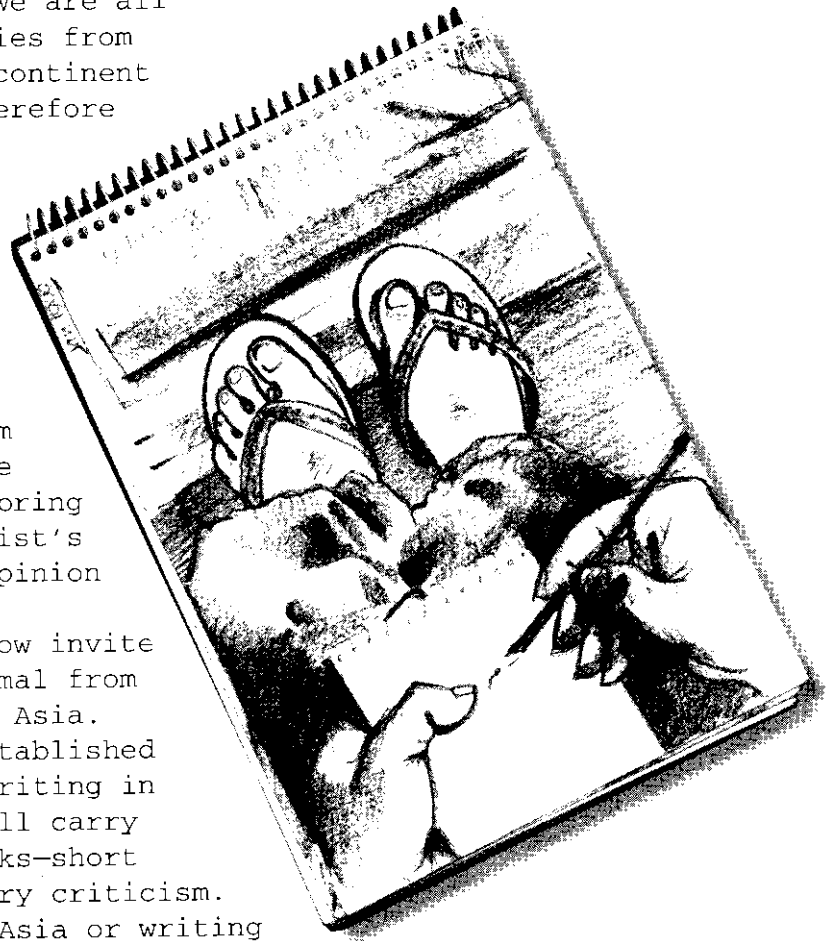 we are all
ies from
continent
erefore
m
e
oring
ist's
pinion
ow invite
mal from
Asia.
tablished
riting in
ll carry
ks—short
ry criticism.
Asia or writing